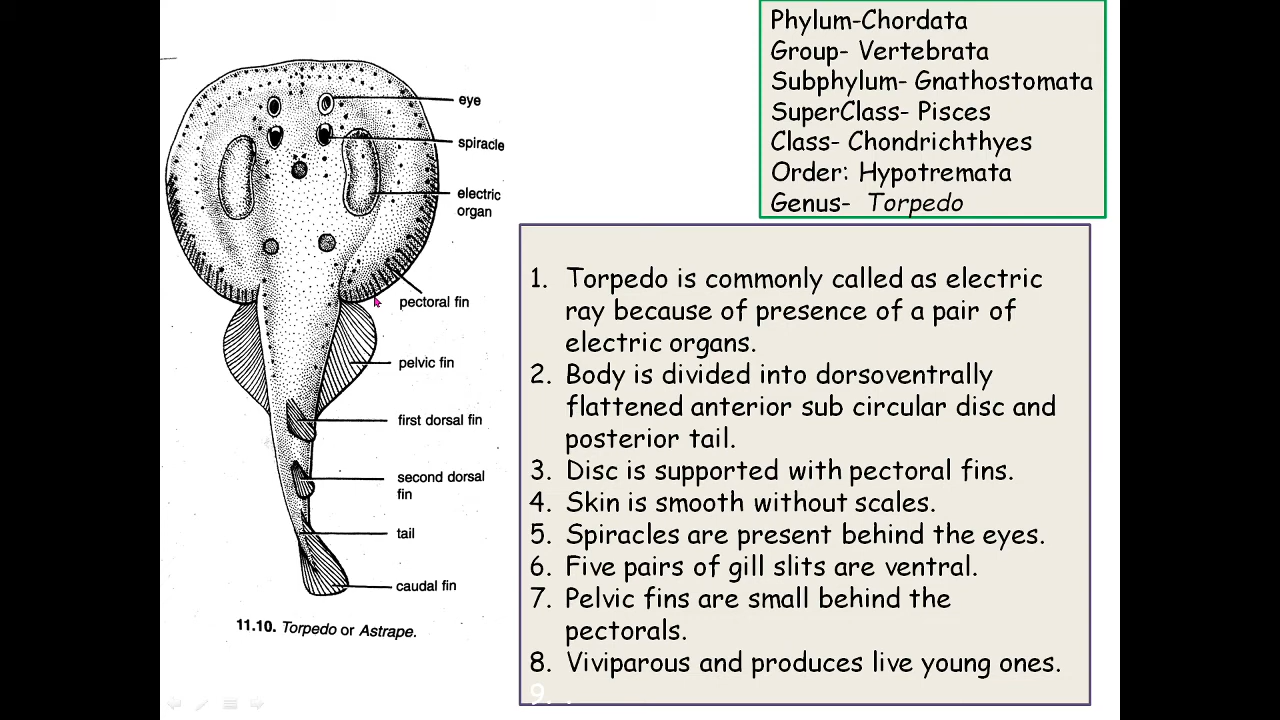 Phylum-Chordata
Group- Vertebrata
Subphylum- Gnathostomata
SuperClass- Pisces
Class- Chondrichthyes
Order: Hypotremata
Genus- Torpedo
eye
spiracle
electric
organ
pectoral fin
pelvic fin
first dorsal fin
second dorsal
fin
tail
caudal fin
11.10. Torpedo or Astrape.
1. Torpedo is commonly called as electric
ray because of presence of a pair of
electric organs.
2. Body is divided into dorsoventrally
flattened anterior sub circular disc and
posterior tail.
3. Disc is supported with pectoral fins.
4. Skin is smooth without scales.
5. Spiracles are present behind the eyes.
6. Five pairs of gill slits are ventral.
7. Pelvic fins are small behind the
pectorals.
8. Viviparous and produces live young ones.
9. .